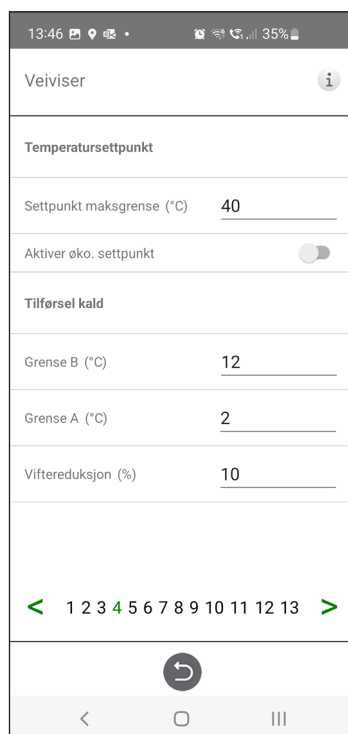 13:46 35%
Veiviser i
Temperatursettpunkt
Settpunkt maksgrense (°C) 40
Aktiver øko. settpunkt
Tilførsel kald
Grense B (°C) 12
Grense A (°C) 2
Viftereduksjon (%) 10
< 1 2 3 4 5 6 7 8 9 10 11 12 13 >